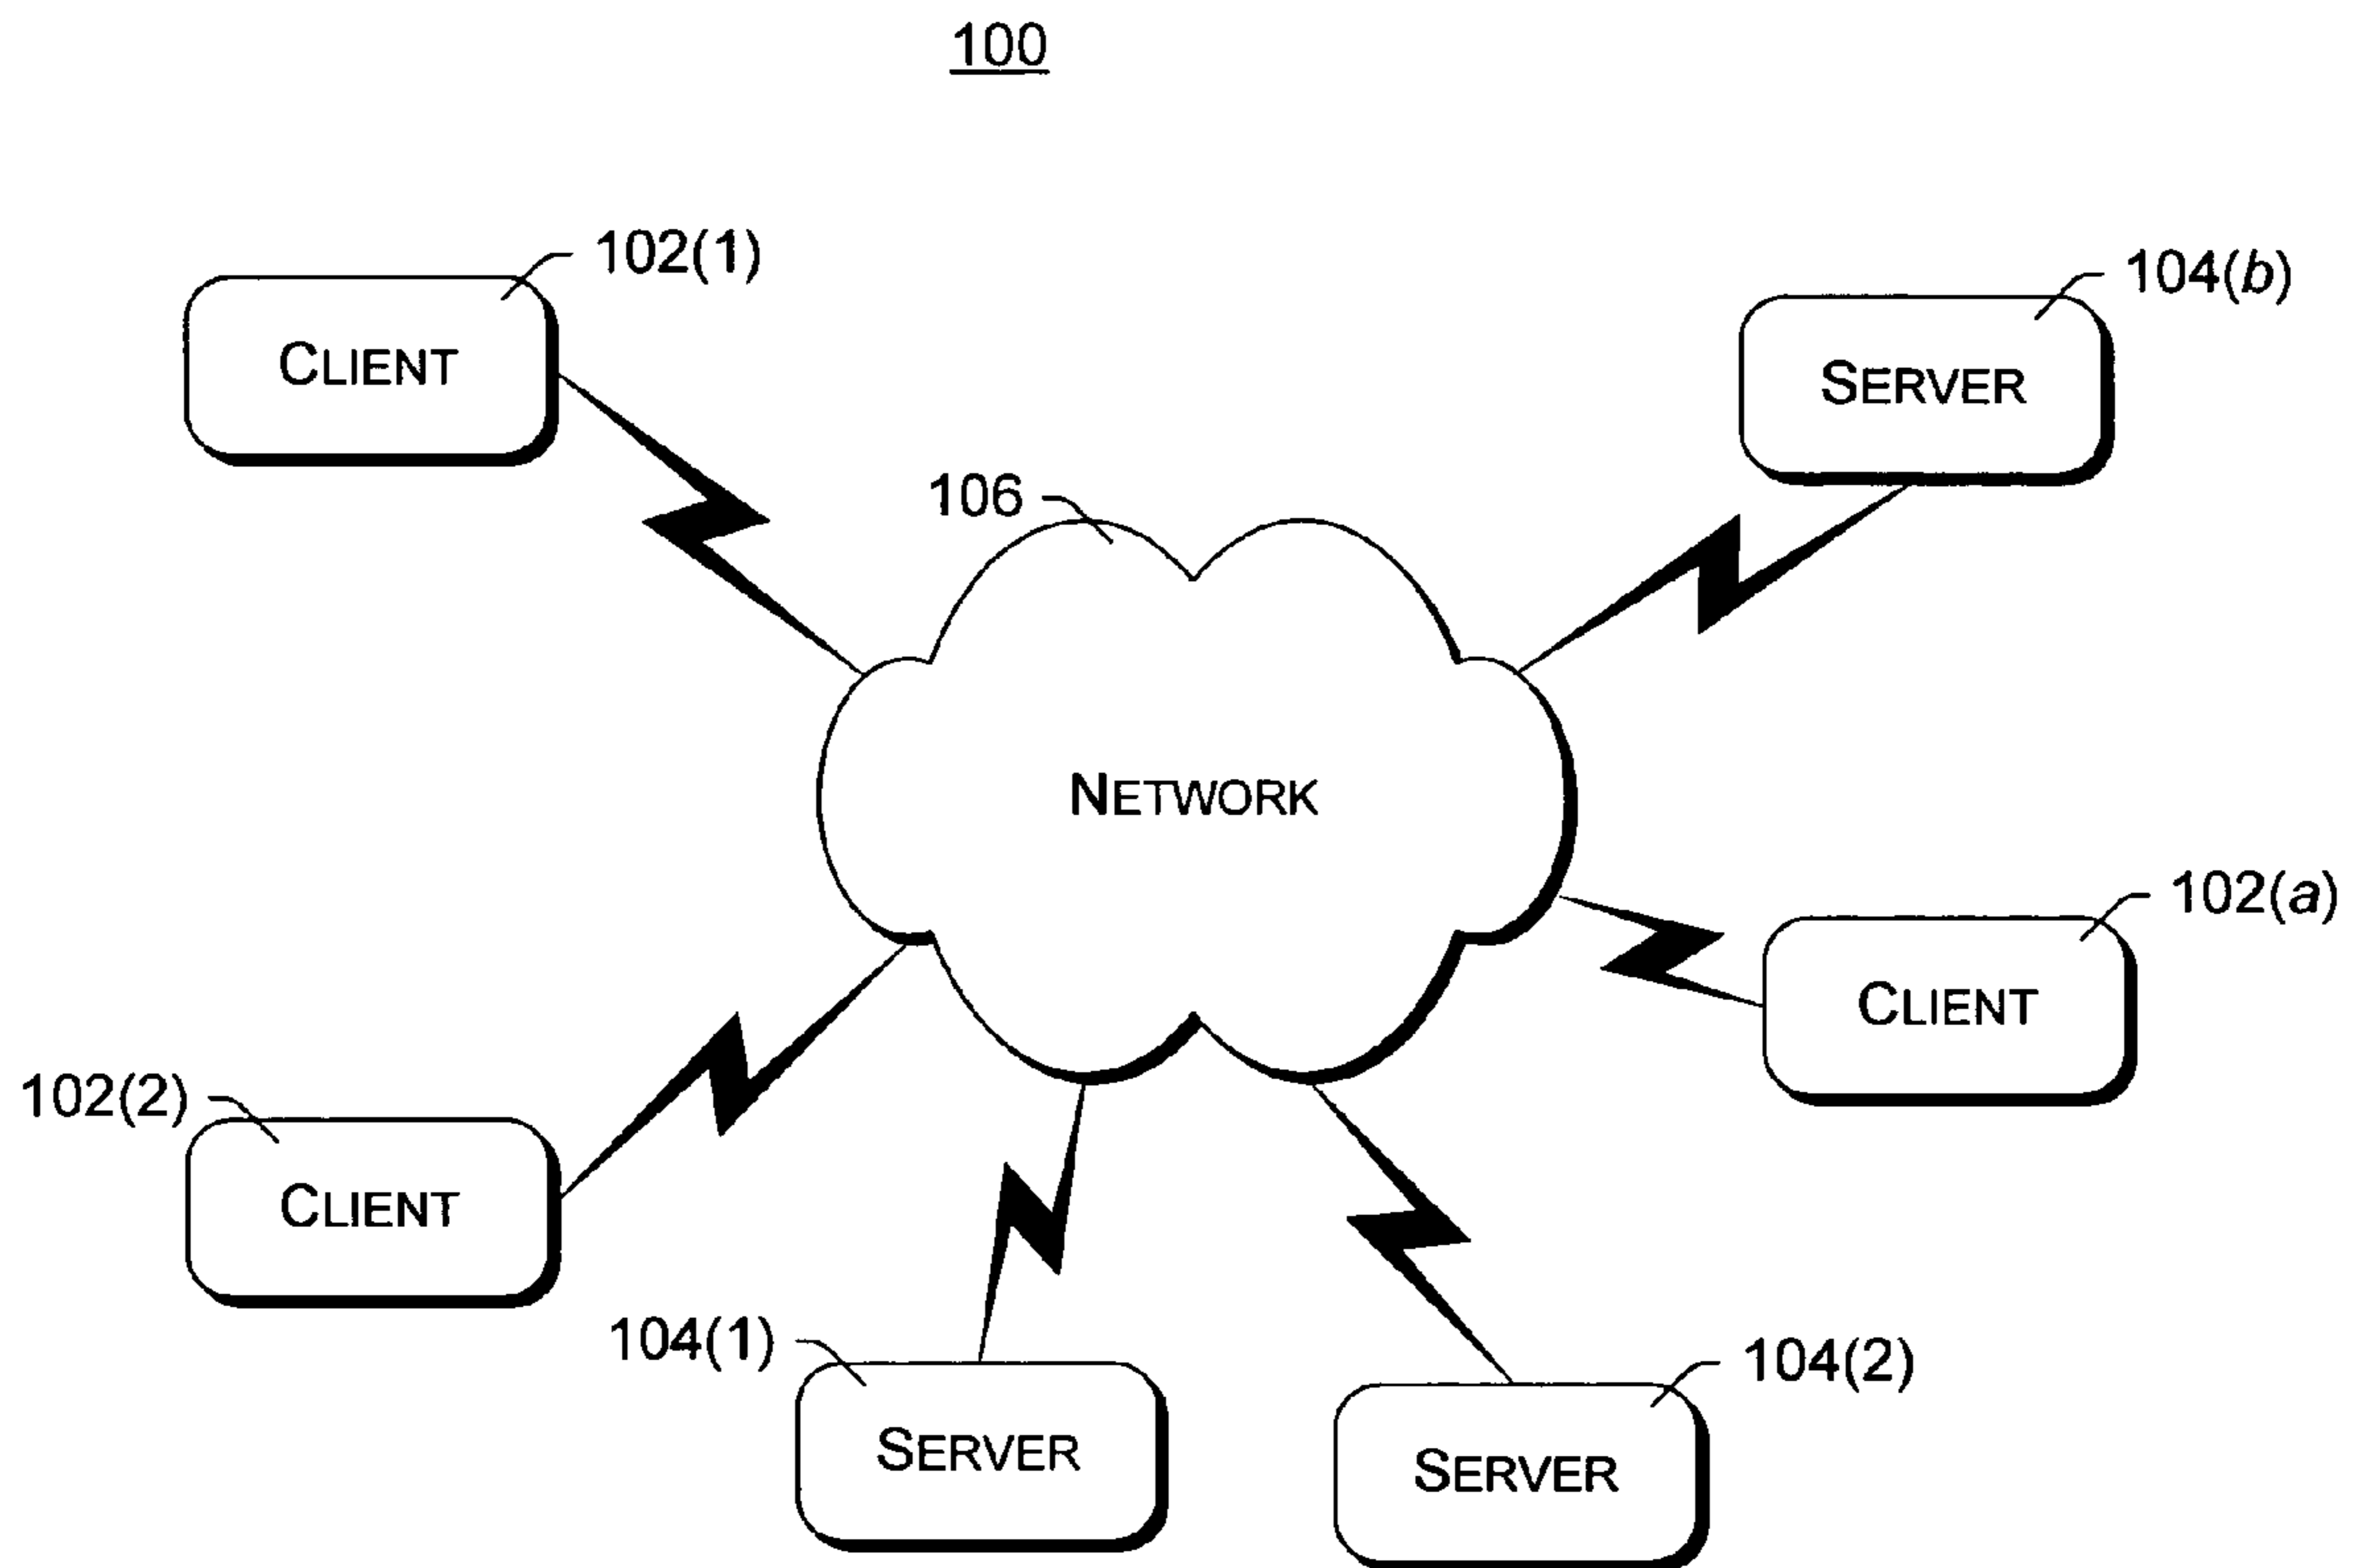 100
102(1)
CLIENT
104(b)
SERVER
106
NETWORK
102(a)
CLIENT
102(2)
CLIENT
104(1)
SERVER
104(2)
SERVER